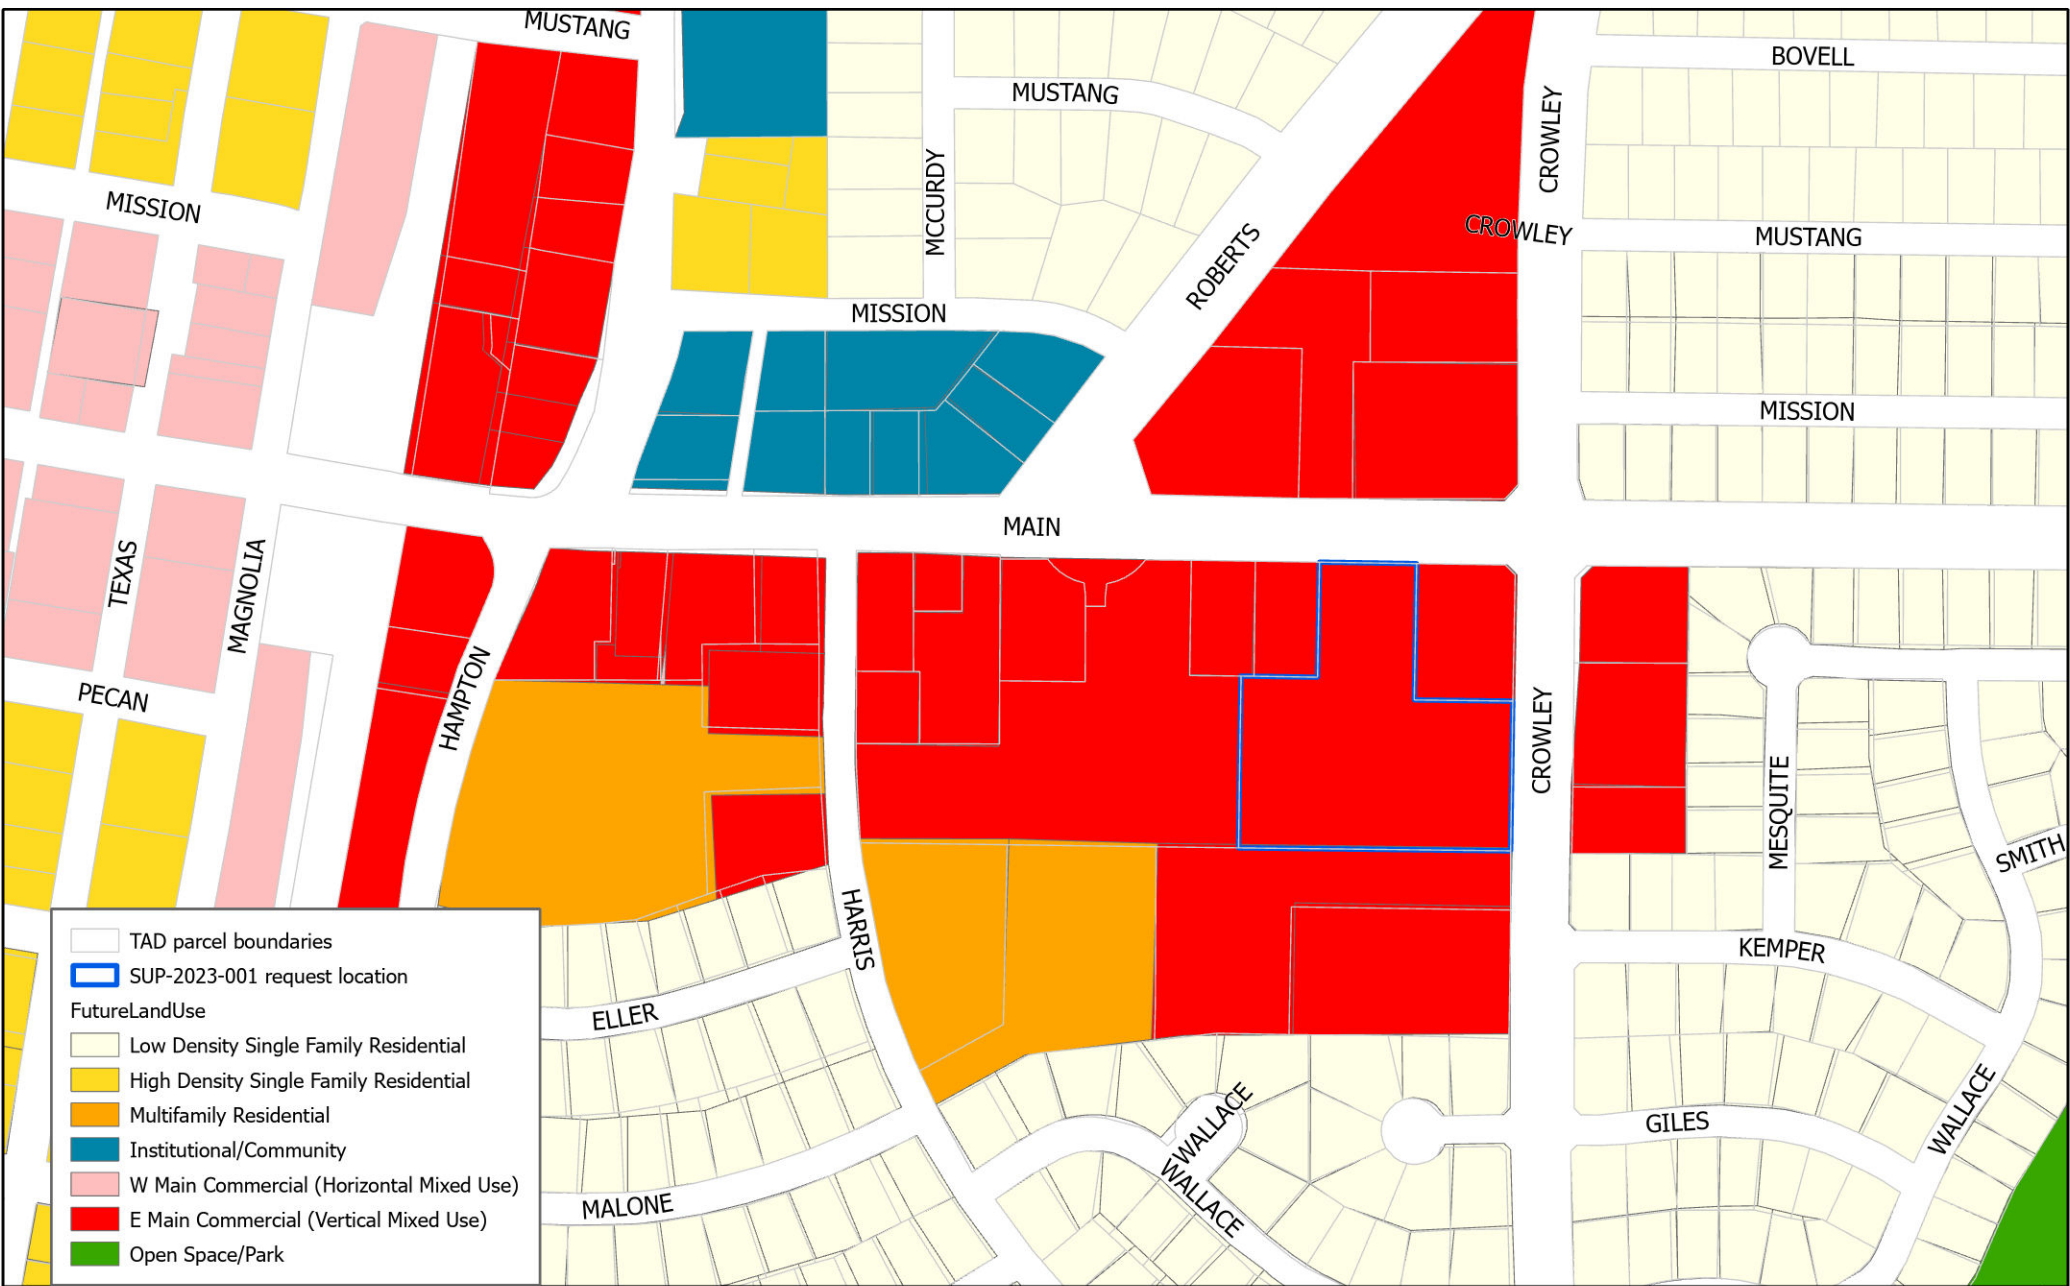 MUSTANG
BOVELL
MUSTANG
CROWLEY
MCCURDY
MISSION
CROWLEY
MUSTANG
ROBERTS
MISSION
MISSION
MAIN
TEXAS
MAGNOLIA
HAMPTON
PECAN
CROWLEY
MESQUITE
SMITH
HARRIS
KEMPER
ELLER
WALLACE
WALLACE
WALLACE
GILES
MALONE
TAD parcel boundaries
SUP-2023-001 request location
FutureLandUse
Low Density Single Family Residential
High Density Single Family Residential
Multifamily Residential
Institutional/Community
W Main Commercial (Horizontal Mixed Use)
E Main Commercial (Vertical Mixed Use)
Open Space/Park